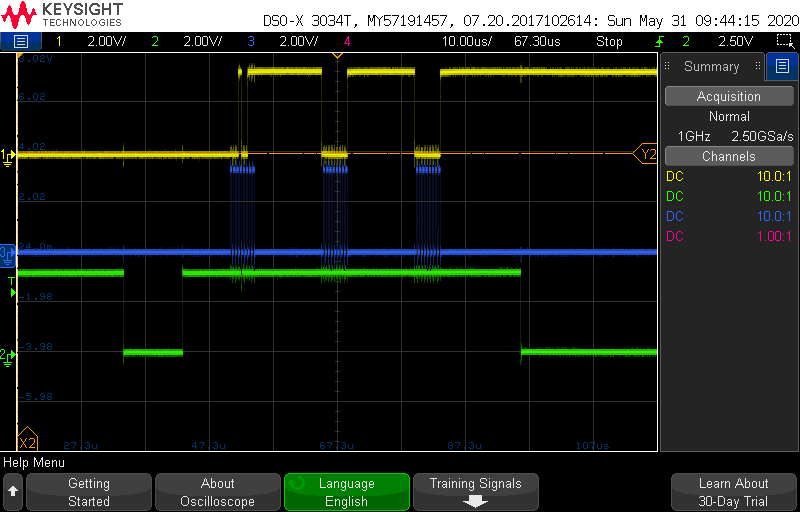 KEYSIGHT
TECHNOLOGIES
DSO-X 3034T, MY57191457, 07.20.2017102614: Sun May 31 09:44:15 2020
1 2.00V/ 2 2.00V/ 3 4 10.00us/ 67.30us Stop 2 2.50V
8.02V
6.02
4.02
2.02
-1.98
-3.98
-5.98
1
3
T
2
Y2
X2
27.3u 47.3u 67.3u 87.3u 107us
Summary
Acquisition
Normal
1GHz 2.50GSa/s
Channels
DC 10.0:1
DC 10.0:1
DC 10.0:1
DC 1.00:1
Help Menu
Getting
Started
About
Oscilloscope
Language
English
Training Signals
Learn About
30-Day Trial